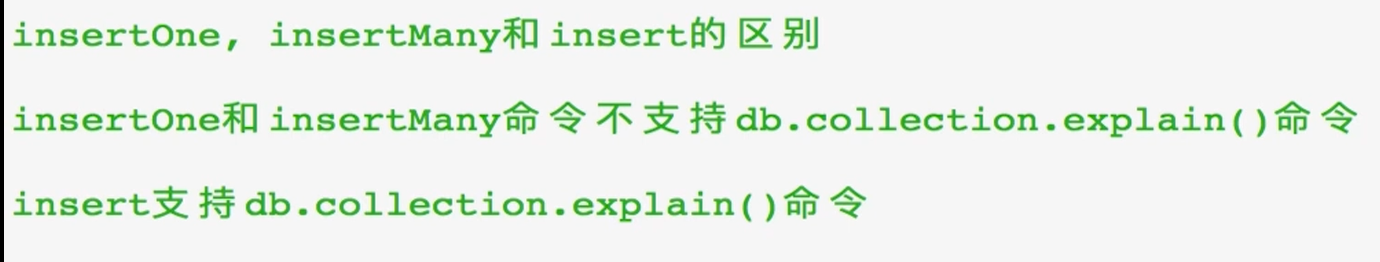 insertOne, insertMany和insert的区别
insertOne和insertMany命令不支持db.collection.explain()命令
insert支持db.collection.explain()命令